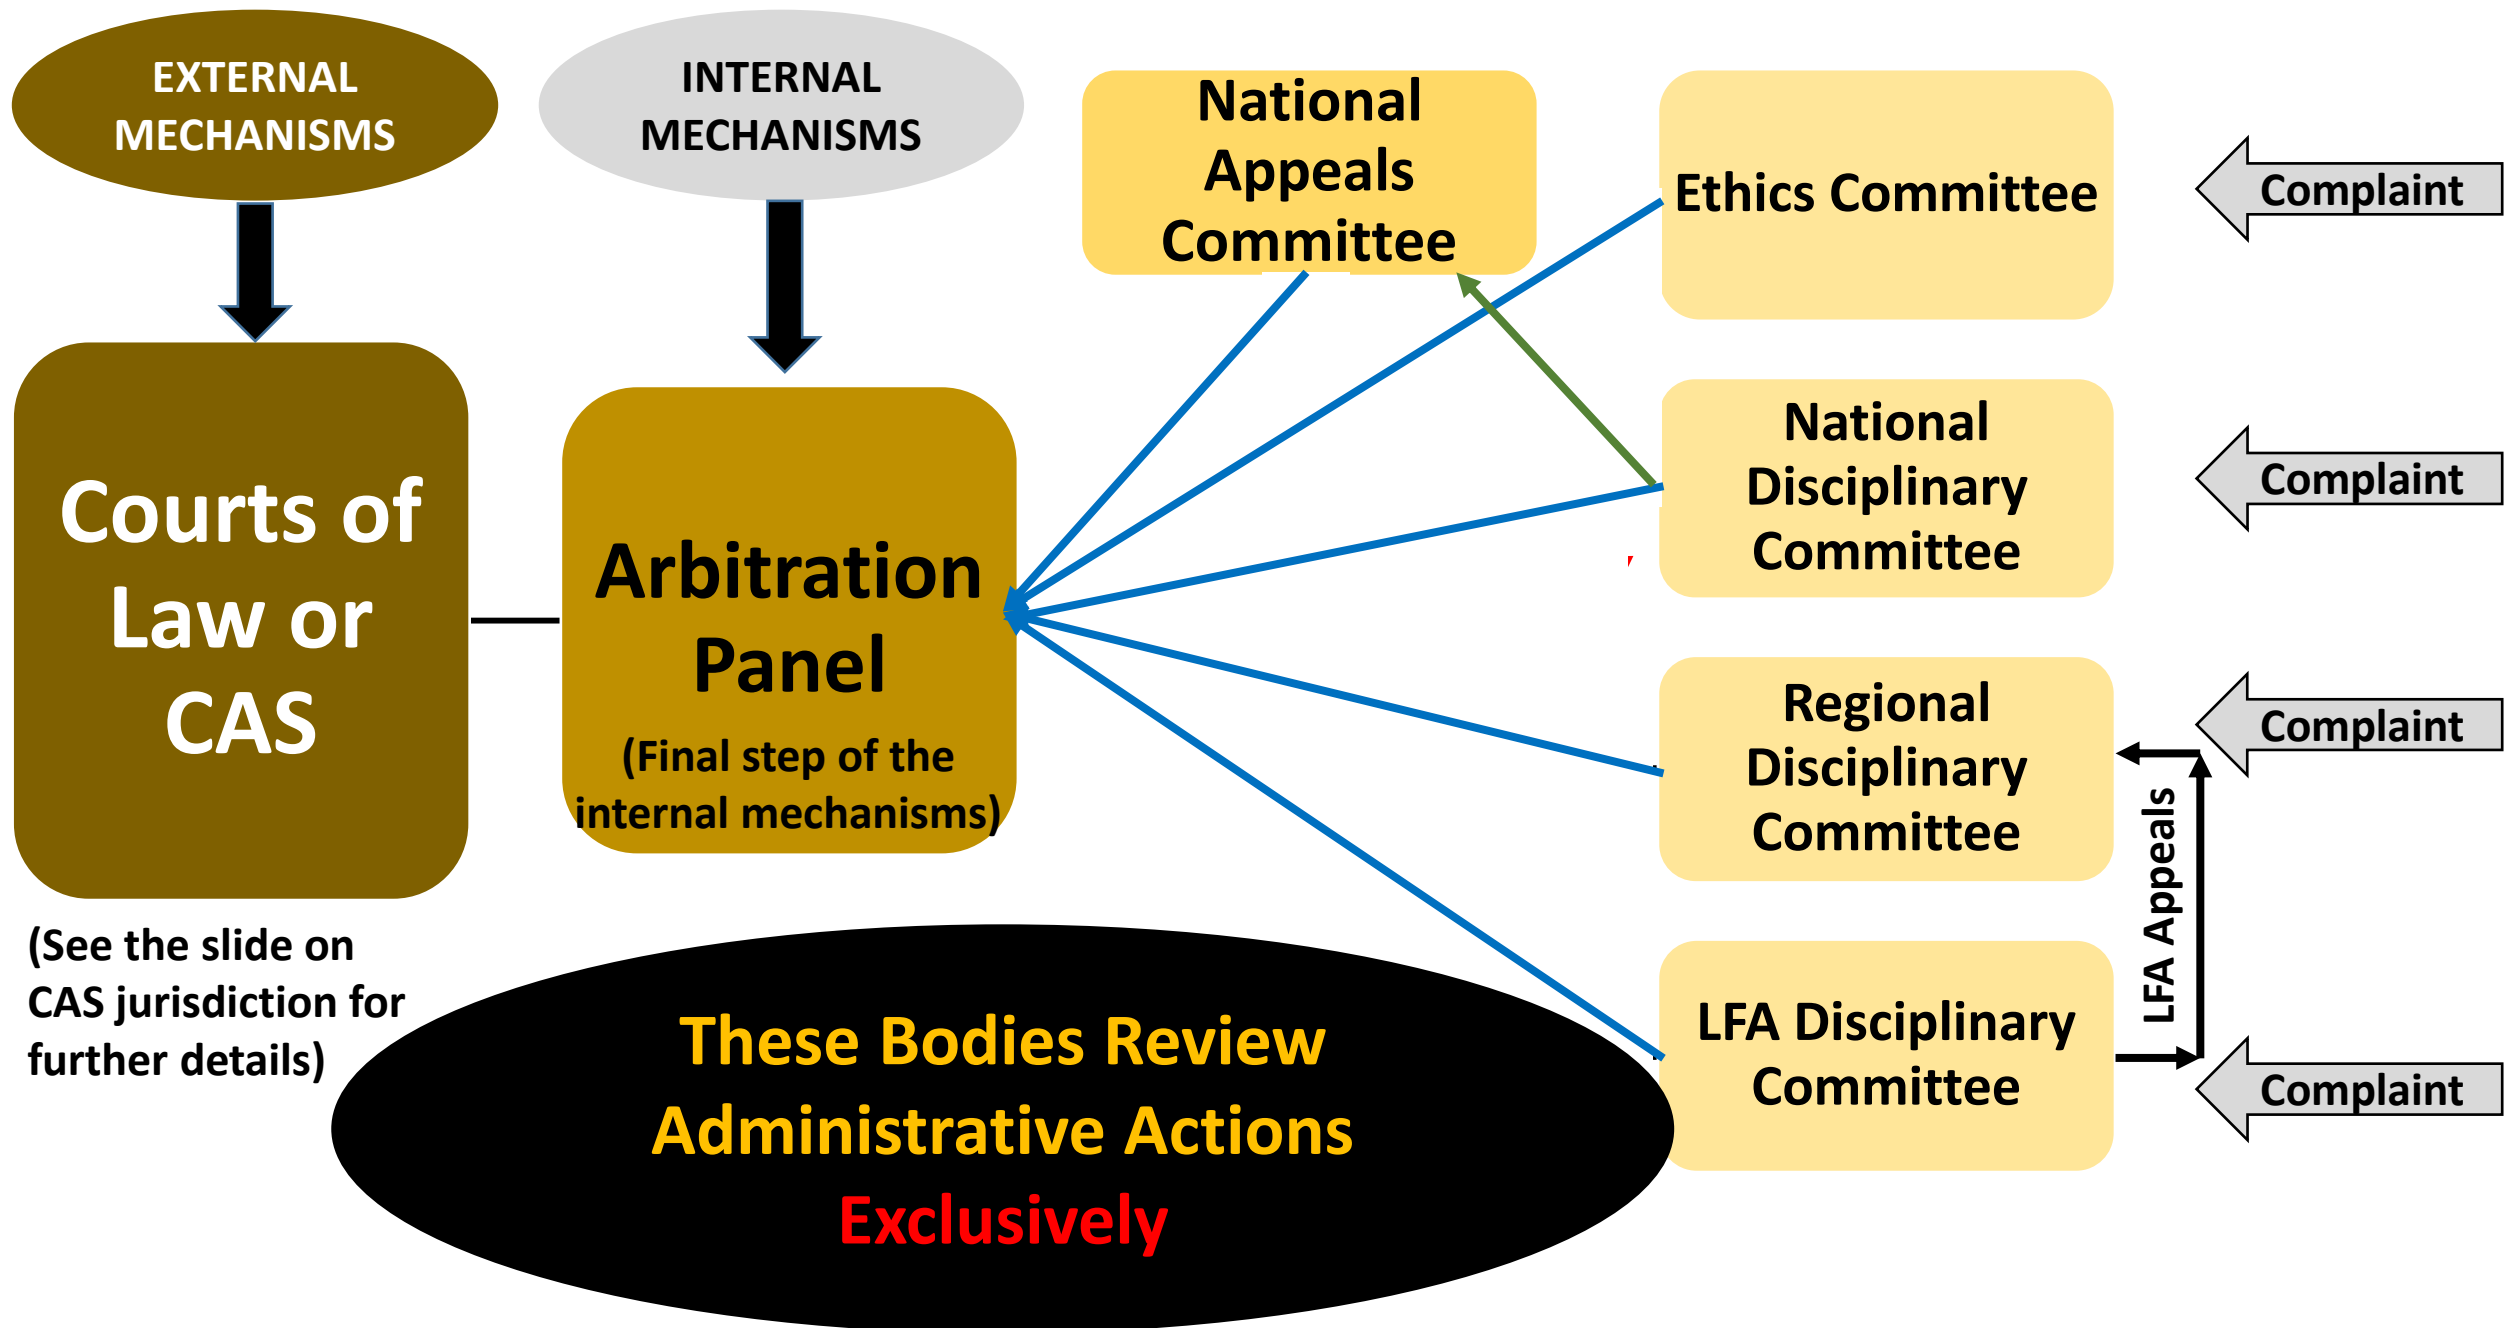 EXTERNAL
MECHANISMS
INTERNAL
MECHANISMS
National
Appeals
Committee
Ethics Committee
Complaint
National
Disciplinary
Committee
Complaint
Courts of
Law or
CAS
Arbitration
Panel
(Final step of the
internal mechanisms)
Regional
Disciplinary
Committee
Complaint
LFA Appeals
(See the slide on
CAS jurisdiction for
further details)
These Bodies Review
Administrative Actions
Exclusively
LFA Disciplinary
Committee
Complaint